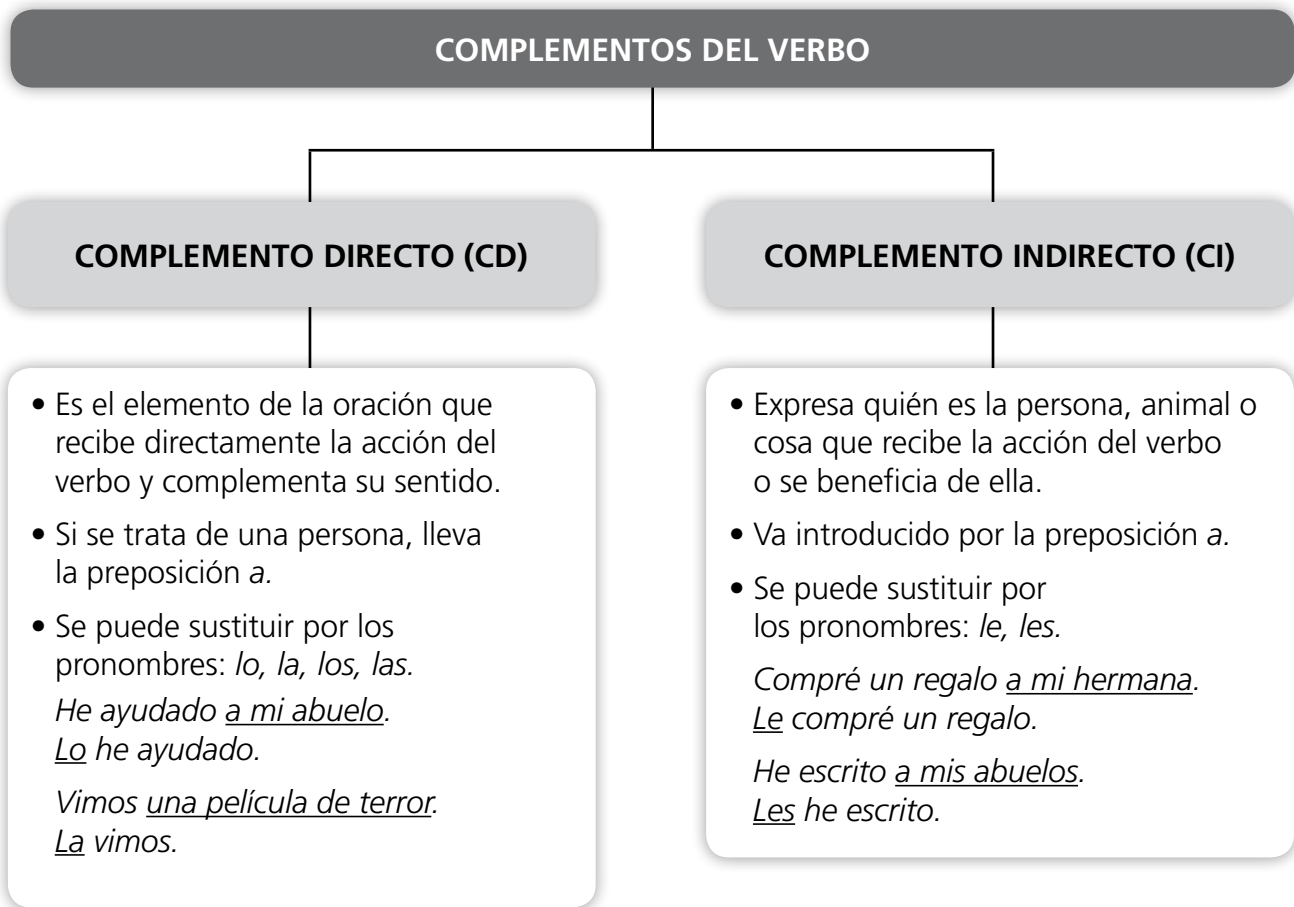 COMPLEMENTOS DEL VERBO
COMPLEMENTO DIRECTO (CD)
• Es el elemento de la oración que
recibe directamente la acción del
verbo y complementa su sentido.
• Si se trata de una persona, lleva
la preposición a.
• Se puede sustituir por los
pronombres: lo, la, los, las.
He ayudado a mi abuelo.
Lo he ayudado.
Vimos una película de terror.
La vimos.
COMPLEMENTO INDIRECTO (CI)
• Expresa quién es la persona, animal o
cosa que recibe la acción del verbo
o se beneficia de ella.
• Va introducido por la preposición a.
• Se puede sustituir por
los pronombres: le, les.
Compré un regalo a mi hermana.
Le compré un regalo.
He escrito a mis abuelos.
Les he escrito.